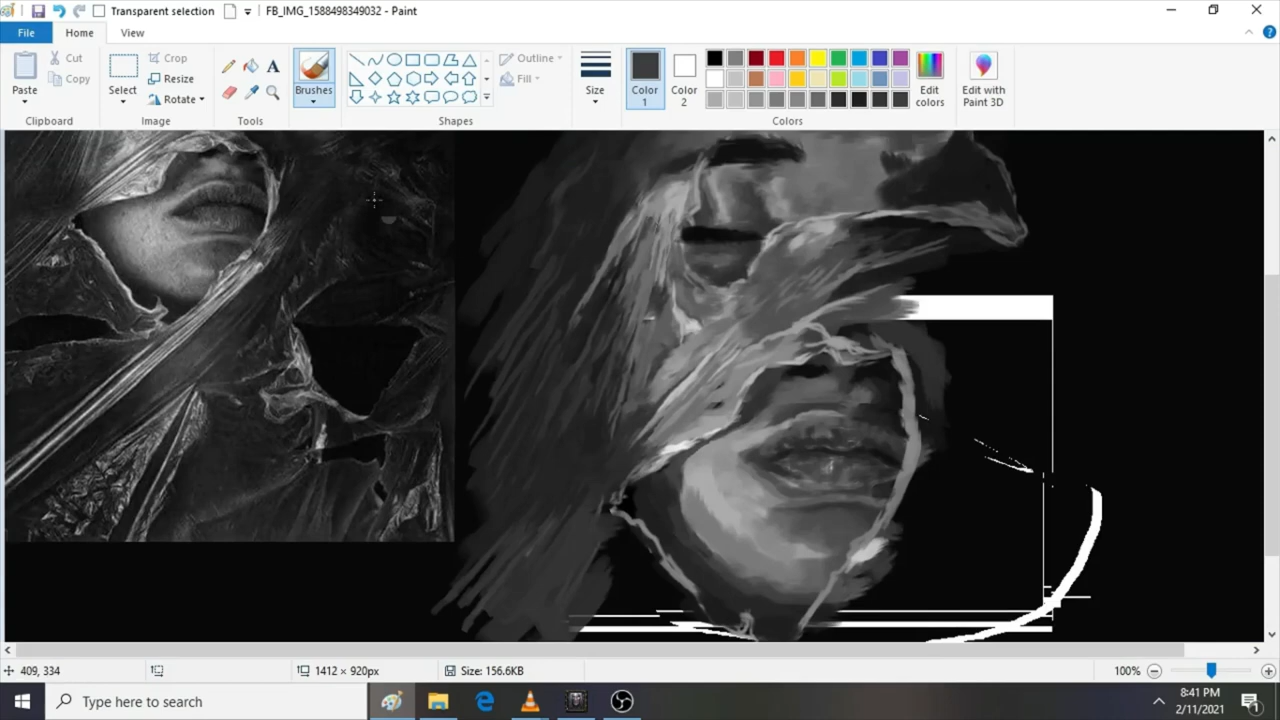 Transparent selection
FB_IMG_1588498349032 - Paint
File
Home
View
Paste
Cut
Copy
Clipboard
Select
Crop
Resize
Rotate
Image
A
Tools
Brushes
Shapes
Outline
Fill
Size
Color
1
Color
2
Colors
Edit
colors
Edit with
Paint 3D
409, 334
1412 × 920px
Size: 156.6KB
100%
Type here to search
8:41 PM
2/11/2021
1